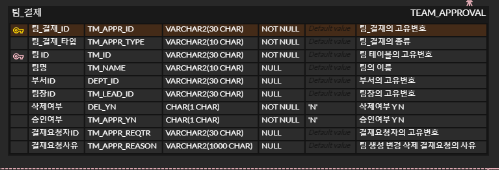 팀_결재 TEAM_APPROVAL
팀_결재_ID TM_APPR_ID VARCHAR2(30 CHAR) NOT NULL Default value 팀_결재의 고유번호
팀_결재_타입 TM_APPR_TYPE VARCHAR2(10 CHAR) NOT NULL Default value 팀_결재의 종류
팀 ID TM_ID VARCHAR2(30 CHAR) NOT NULL Default value 팀 테이블의 고유번호
팀명 TM_NAME VARCHAR2(50 CHAR) NULL Default value 팀의 이름
부서ID DEPT_ID VARCHAR2(30 CHAR) NULL Default value 부서의 고유번호
팀장ID TM_LEAD_ID VARCHAR2(30 CHAR) NULL Default value 팀장의 고유번호
삭제여부 DEL_YN CHAR(1 CHAR) NOT NULL 'N' 삭제여부 Y N
승인여부 TM_APPR_YN CHAR(1 CHAR) NOT NULL 'N' 승인여부 Y N
결재요청자ID TM_APPR_REQTR VARCHAR2(30 CHAR) NULL Default value 결재요청자의 고유번호
결재요청사유 TM_APPR_REASON VARCHAR2(1000 CHAR) NULL Default value 팀 생성 변경 삭제 결재요청의 사유